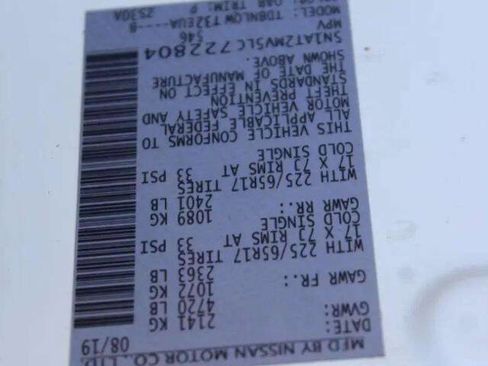 MFD BY NISSAN MOTOR CO., LTD.
DATE: 08/19
GVWR: 2141 KG
4720 LB
GAWR FR.: 1072 KG
2363 LB
WITH 225/65R17 TIRES
17 X 7J RIMS AT 33 PSI
COLD SINGLE
GAWR RR.: 1089 KG
2401 LB
WITH 225/65R17 TIRES
17 X 7J RIMS AT 33 PSI
COLD SINGLE
THIS VEHICLE CONFORMS TO
ALL APPLICABLE FEDERAL
MOTOR VEHICLE SAFETY AND
THEFT PREVENTION
STANDARDS IN EFFECT ON
THE DATE OF MANUFACTURE
SHOWN ABOVE.
5N1AT2MV5LC722804
MPV 546
MODEL: TDBNLQW T32EUA----B
TRIM: P 2530A